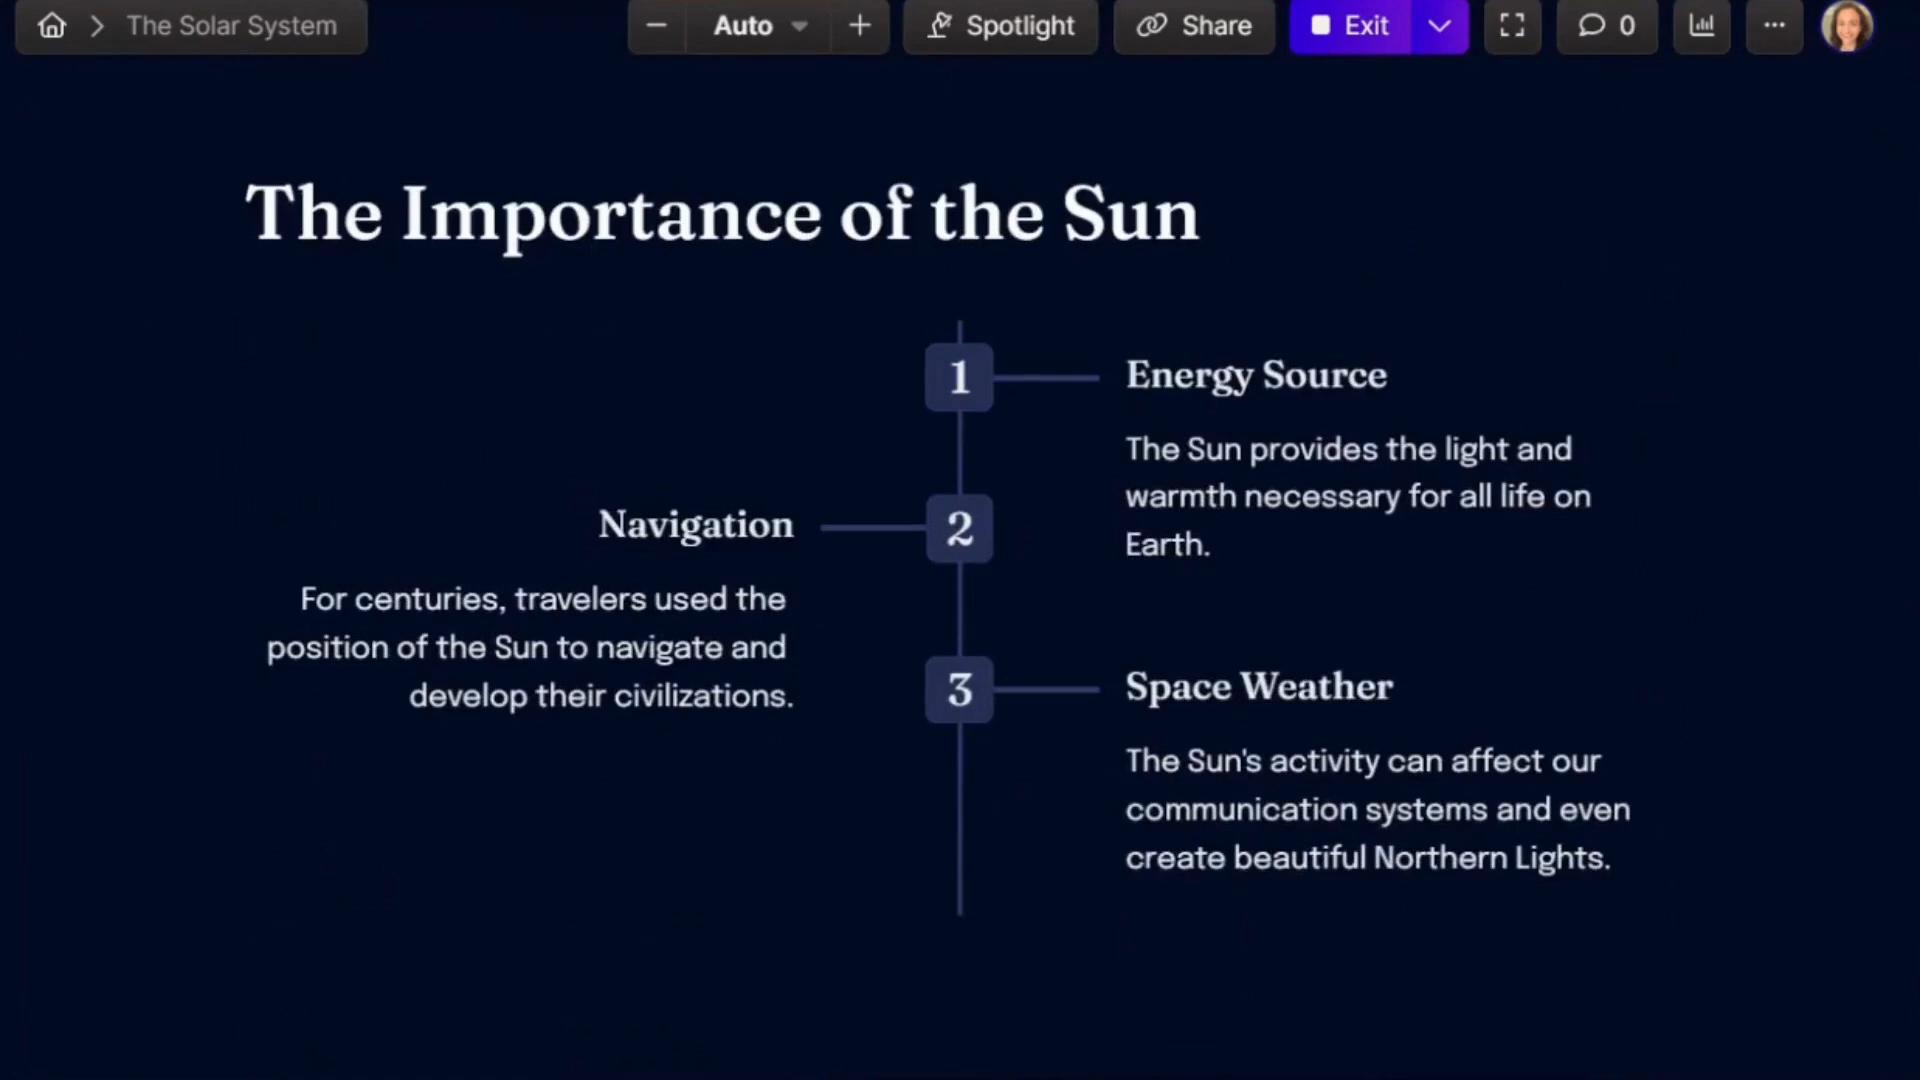 The Solar System
Auto
Spotlight
Share
Exit
0
The Importance of the Sun
1
Energy Source
The Sun provides the light and
warmth necessary for all life on
Earth.
2
Navigation
For centuries, travelers used the
position of the Sun to navigate and
develop their civilizations.
3
Space Weather
The Sun's activity can affect our
communication systems and even
create beautiful Northern Lights.